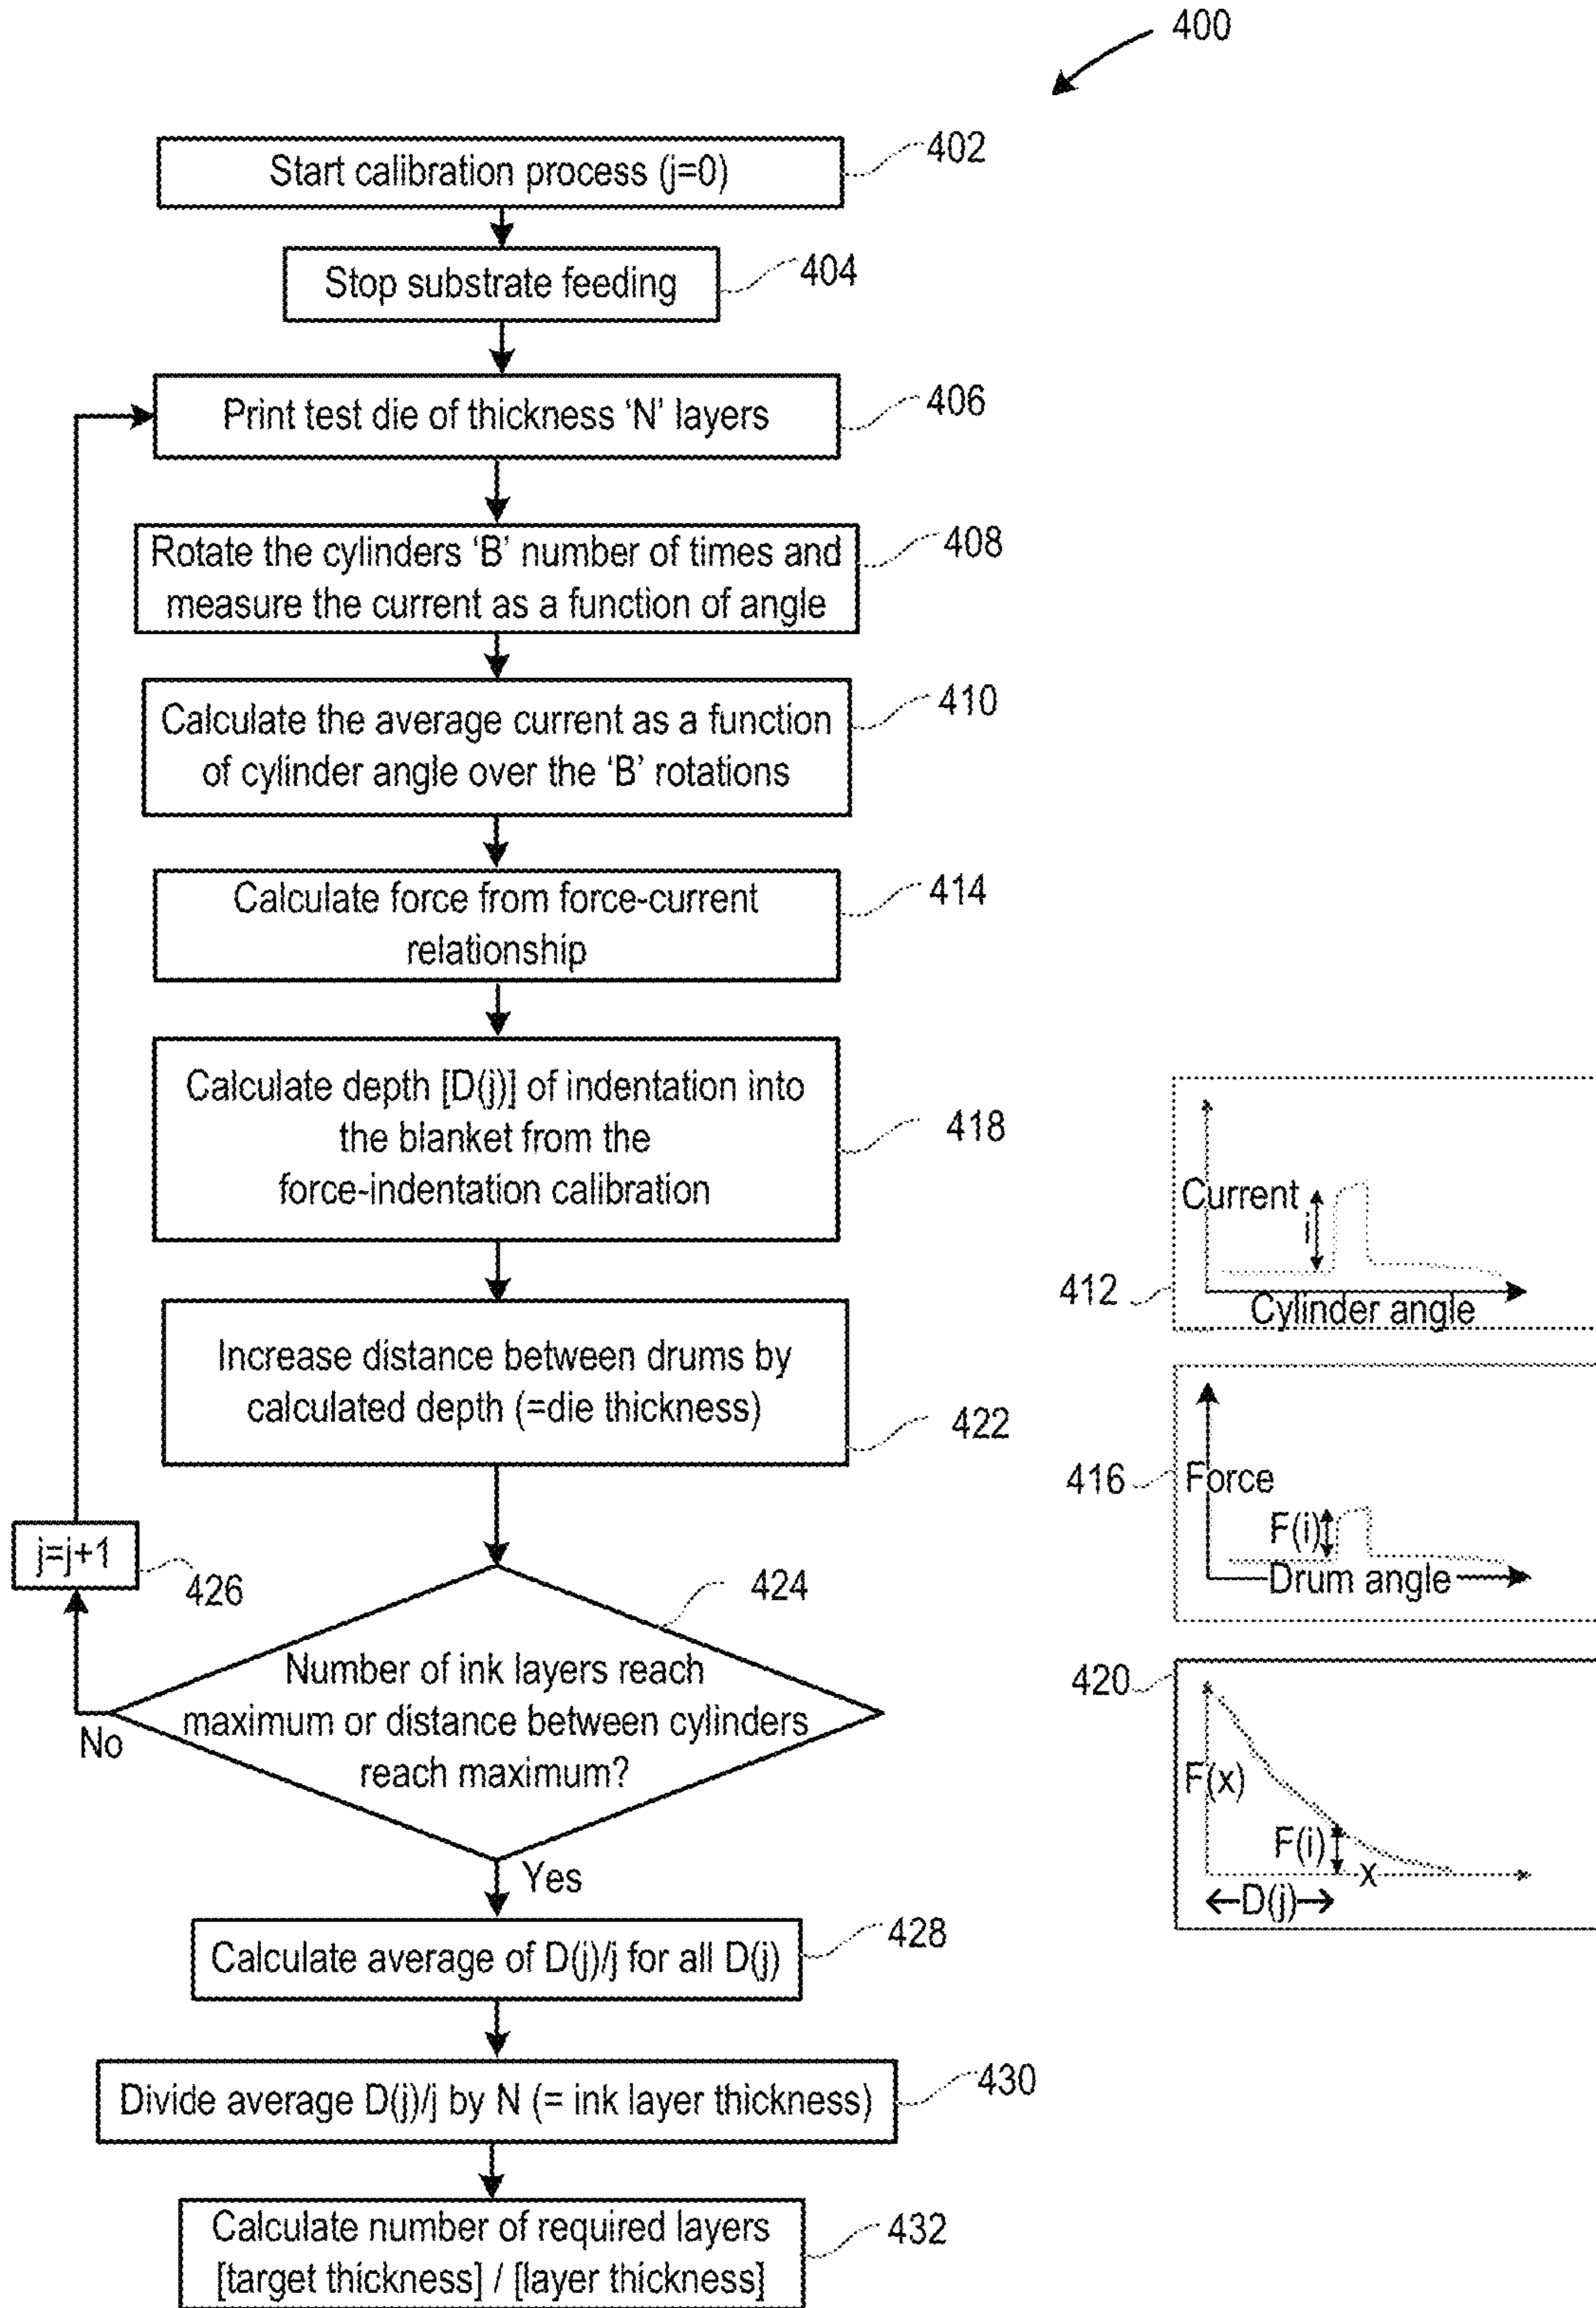 400
Start calibration process (j=0)
402
Stop substrate feeding
404
Print test die of thickness ‘N’ layers
406
Rotate the cylinders ‘B’ number of times and
measure the current as a function of angle
408
Calculate the average current as a function
of cylinder angle over the ‘B’ rotations
410
Calculate force from force-current
relationship
414
Calculate depth [D(j)] of indentation into
the blanket from the
force-indentation calibration
418
Increase distance between drums by
calculated depth (=die thickness)
422
j=j+1
426
424
Number of ink layers reach
maximum or distance between cylinders
reach maximum?
No
Yes
Calculate average of D(j)/j for all D(j)
428
Divide average D(j)/j by N (= ink layer thickness)
430
Calculate number of required layers
[target thickness] / [layer thickness]
432
Current
i
412
Cylinder angle
416
Force
F(i)
Drum angle
420
F(x)
F(i)
x
D(j)